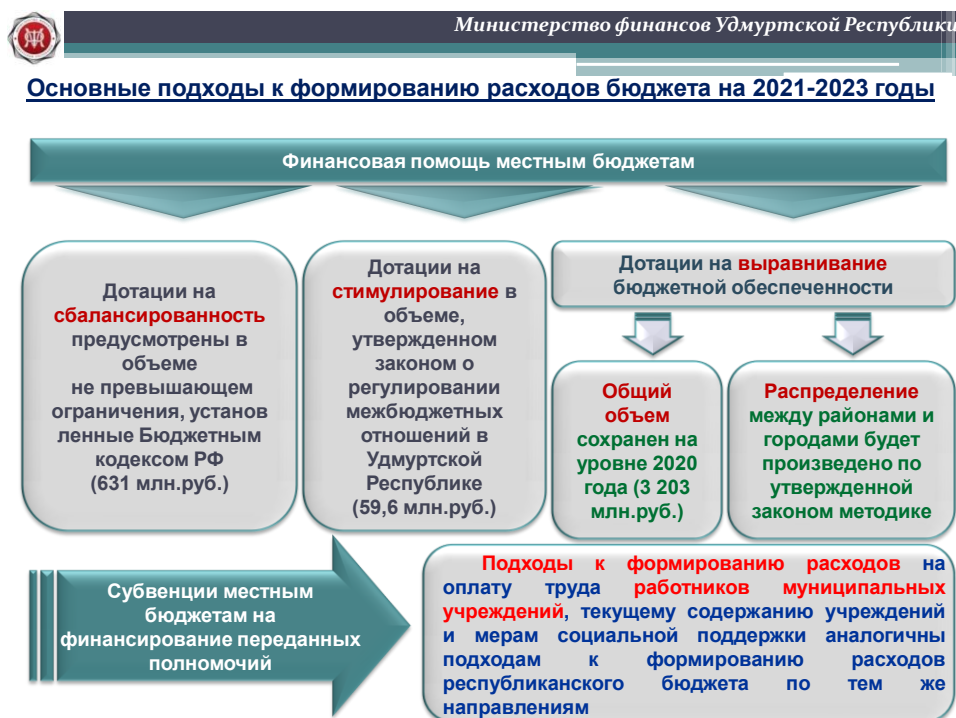 Министерство финансов Удмуртской Республики
Основные подходы к формированию расходов бюджета на 2021-2023 годы
Финансовая помощь местным бюджетам
Дотации на
сбалансированность
предусмотрены в
объеме
не превышающем
ограничения, установ
ленные Бюджетным
кодексом РФ
(631 млн.руб.)
Дотации на
стимулирование в
объеме,
утвержденном
законом о
регулировании
межбюджетных
отношений в
Удмуртской
Республике
(59,6 млн.руб.)
Дотации на выравнивание
бюджетной обеспеченности
Общий
объем
сохранен на
уровне 2020
года (3 203
млн.руб.)
Распределение
между районами и
городами будет
произведено по
утвержденной
законом методике
Субвенции местным
бюджетам на
финансирование переданных
полномочий
Подходы к формированию расходов на
оплату труда работников муниципальных
учреждений, текущему содержанию учреждений
и мерам социальной поддержки аналогичны
подходам к формированию расходов
республиканского бюджета по тем же
направлениям